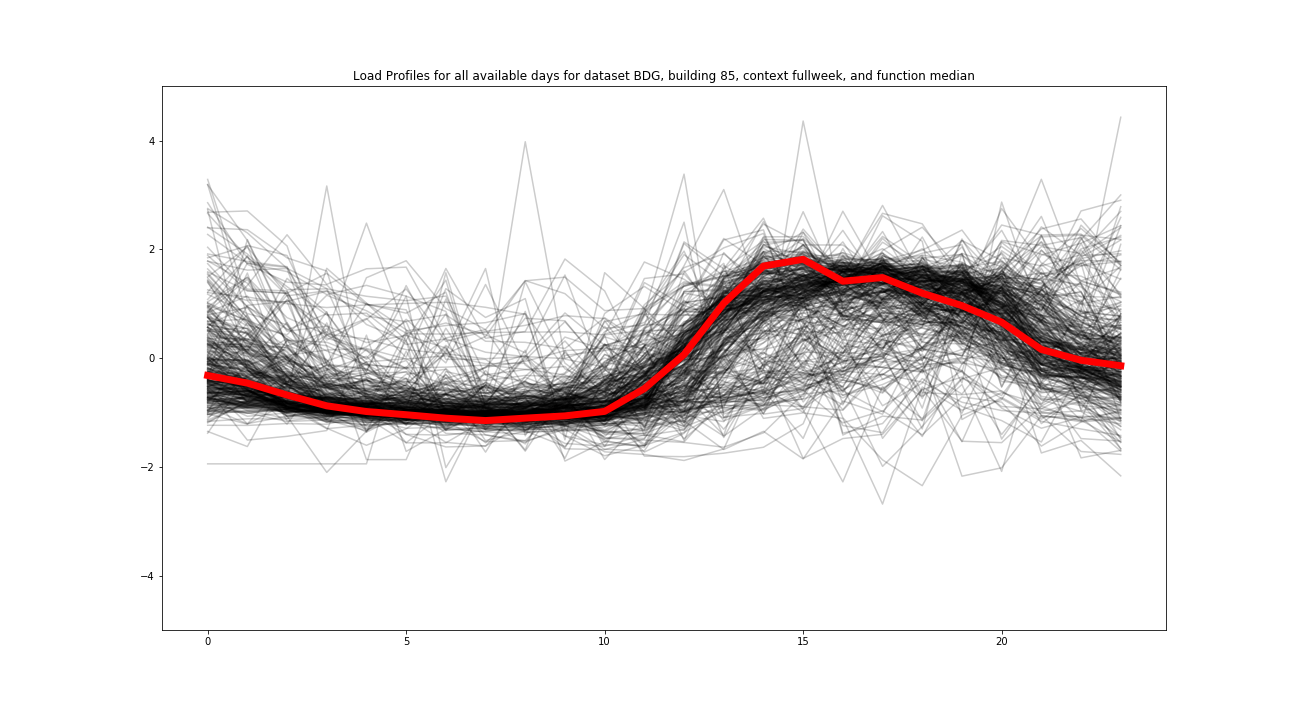 Load Profiles for all available days for dataset BDG, building 85, context fullweek, and function median
4
2
0
−2
−4
0 5 10 15 20